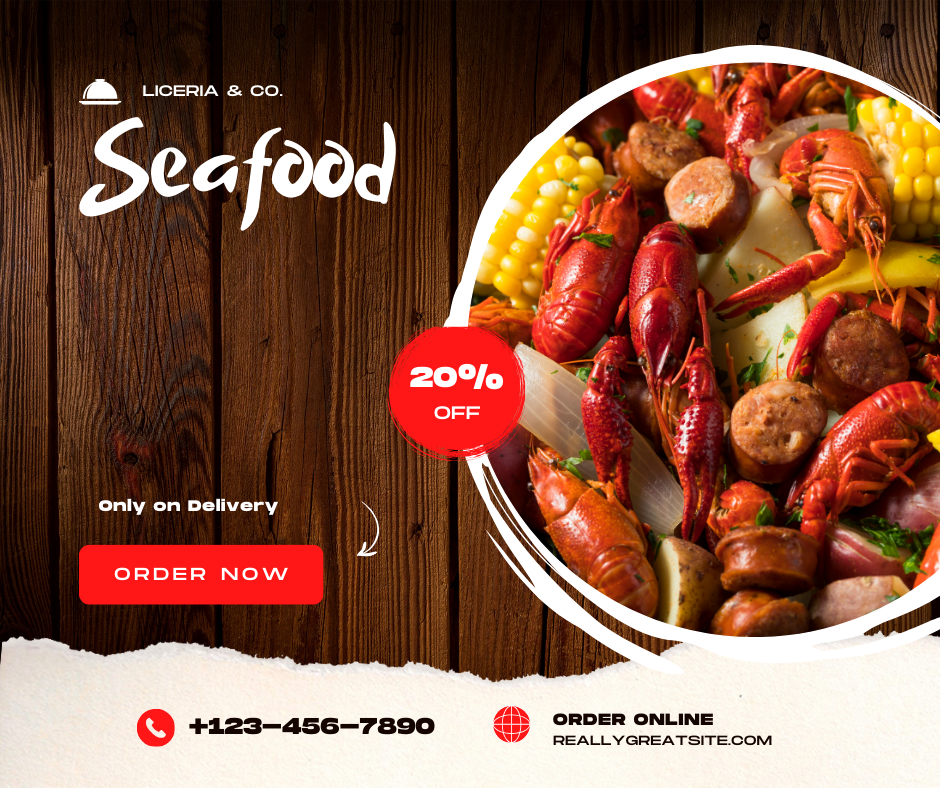 LICERIA & CO.
Seafood
20%
OFF
Only on Delivery
ORDER NOW
+123-456-7890
ORDER ONLINE
REALLYGREATSITE.COM